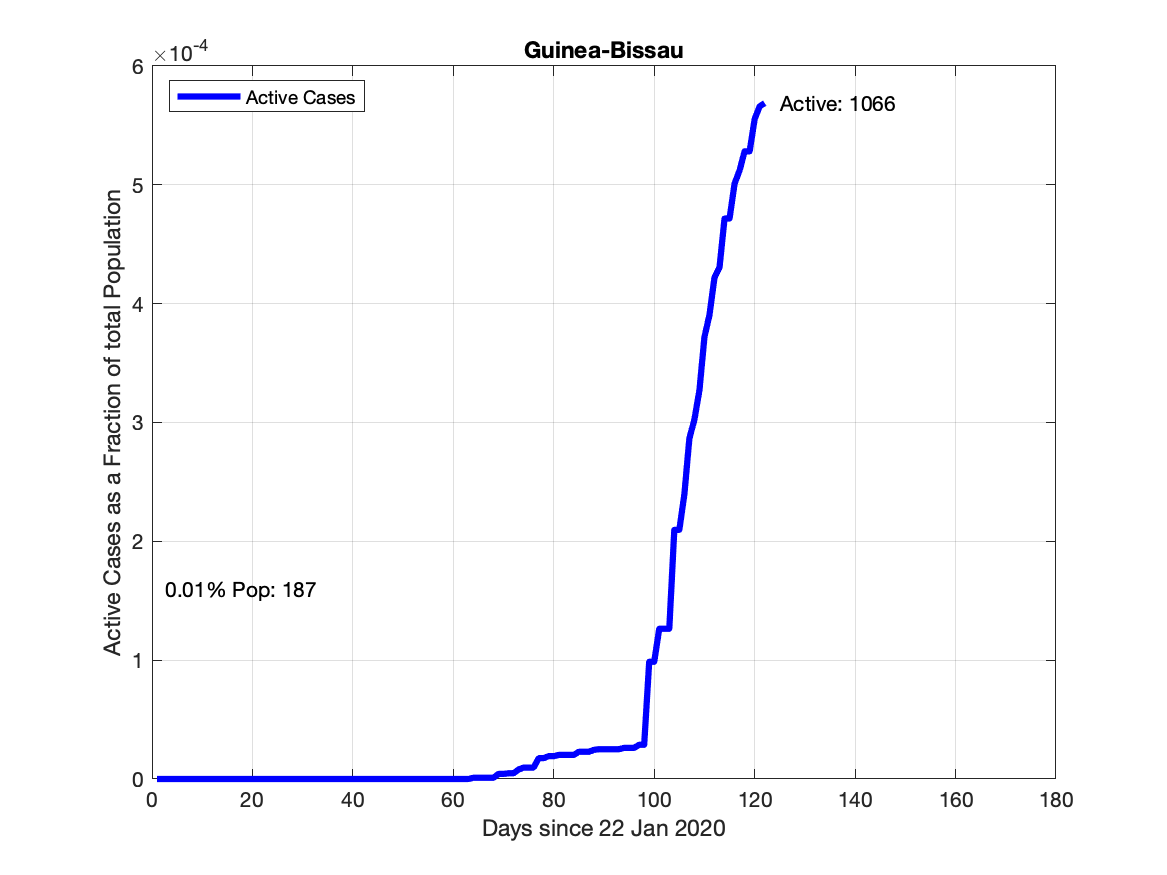 Guinea-Bissau
×10-4
Active Cases
Active: 1066
0.01% Pop: 187
Active Cases as a Fraction of total Population
6
5
4
3
2
1
0
0 20 40 60 80 100 120 140 160 180
Days since 22 Jan 2020